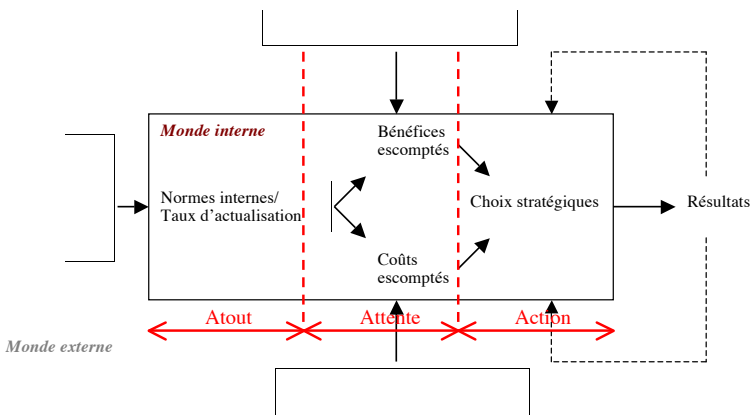 Monde interne
Bénéfices
escomptés
Normes internes/
Taux d'actualisation
Choix stratégiques
Résultats
Coûts
escomptés
Atout
Attente
Action
Monde externe